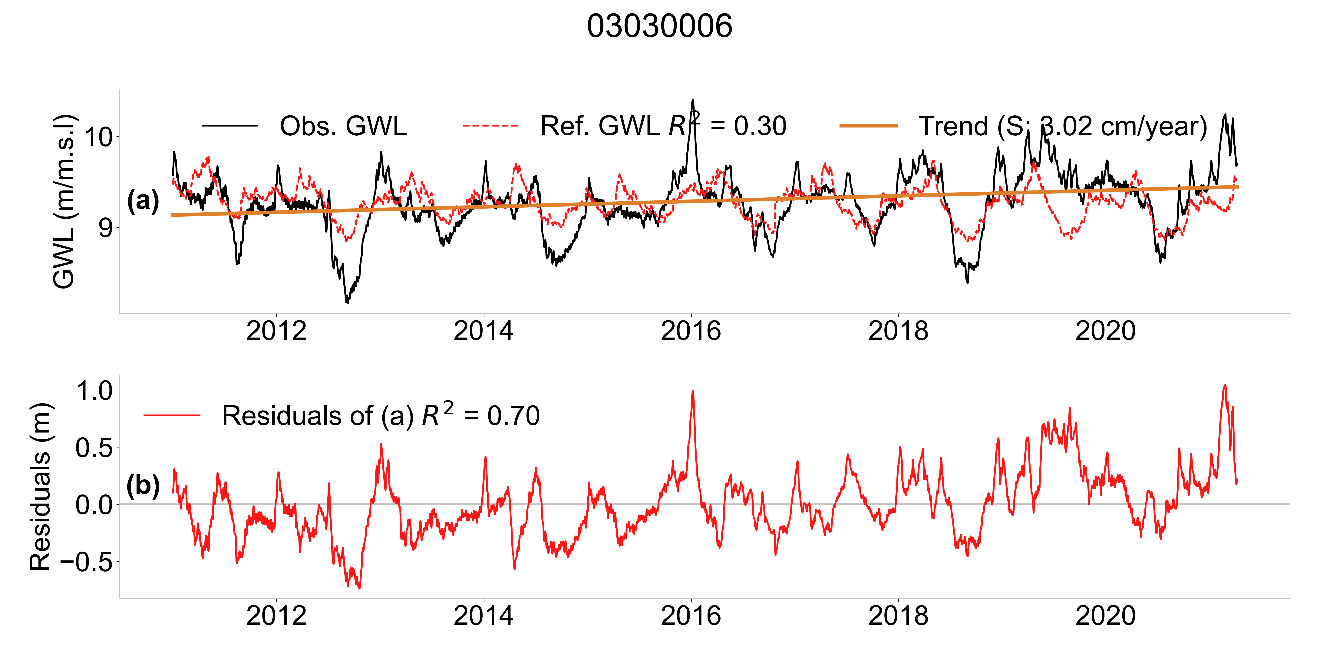 03030006
GWL (m/m.s.l)
10
9
(a)
Obs. GWL
Ref. GWL R² = 0.30
Trend (S: 3.02 cm/year)
2012 2014 2016 2018 2020
Residuals (m)
1.0
0.5
0.0
−0.5
(b)
Residuals of (a) R² = 0.70
2012 2014 2016 2018 2020